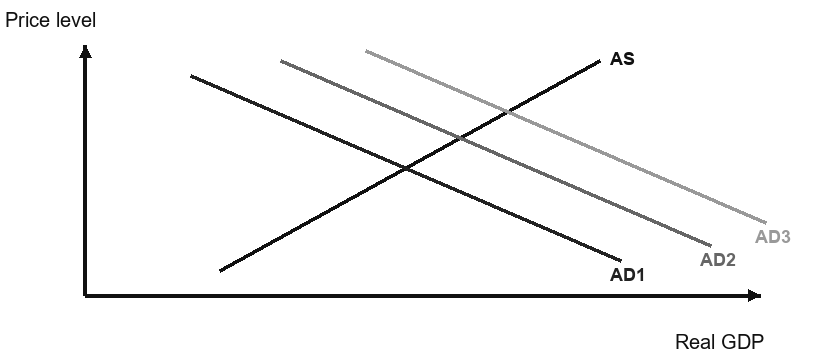 Price level
AS
AD3
AD2
AD1
Real GDP